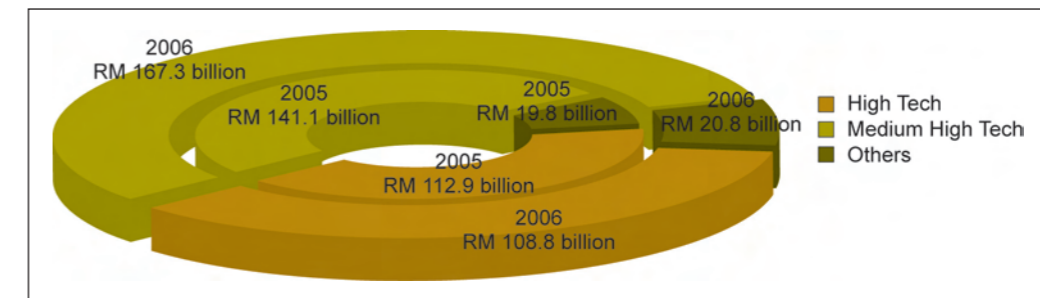 2006
RM 167.3 billion
2005
RM 141.1 billion
2005
RM 19.8 billion
2006
RM 20.8 billion
2005
RM 112.9 billion
2006
RM 108.8 billion
High Tech
Medium High Tech
Others